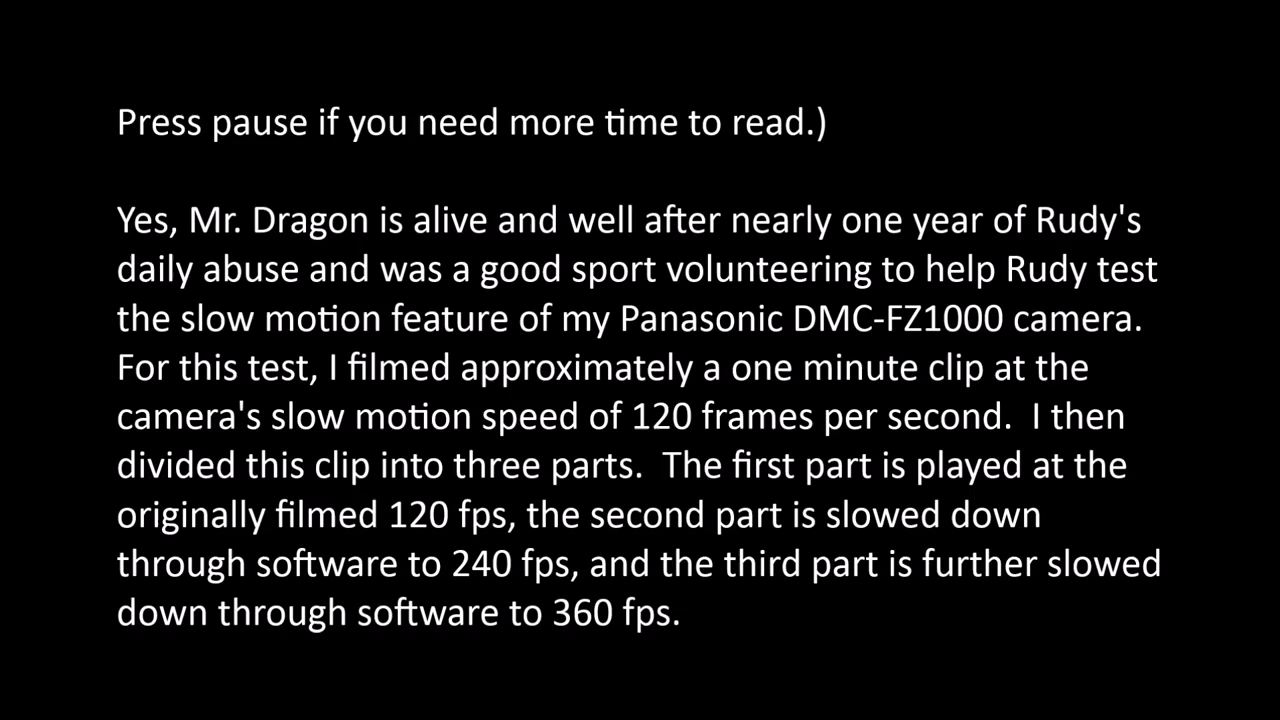 Press pause if you need more time to read.)
Yes, Mr. Dragon is alive and well after nearly one year of Rudy's
daily abuse and was a good sport volunteering to help Rudy test
the slow motion feature of my Panasonic DMC-FZ1000 camera.
For this test, I filmed approximately a one minute clip at the
camera's slow motion speed of 120 frames per second.  I then
divided this clip into three parts.  The first part is played at the
originally filmed 120 fps, the second part is slowed down
through software to 240 fps, and the third part is further slowed
down through software to 360 fps.